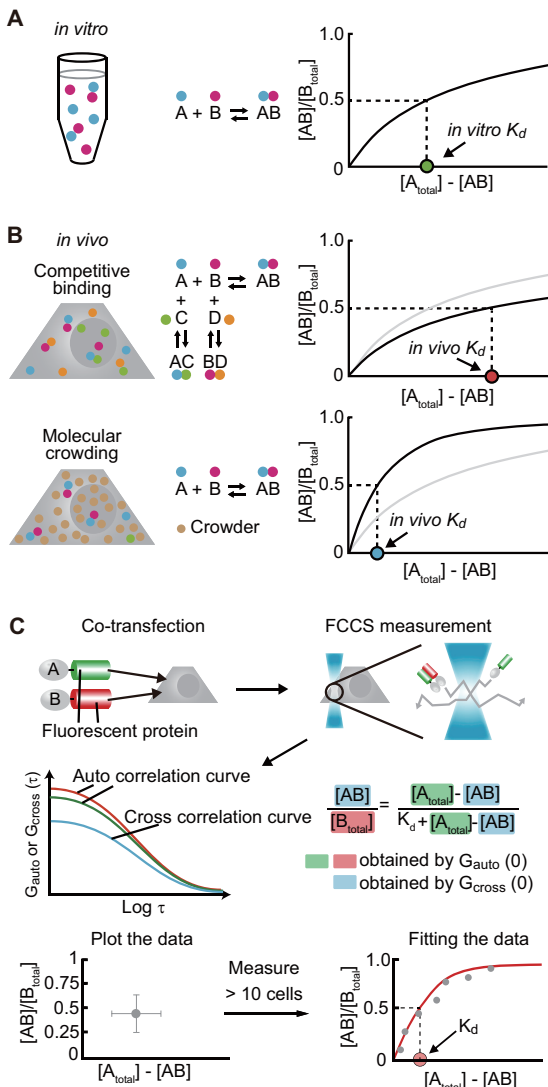 A
in vitro
A + B ⇌ AB
[AB]/[B_total]
1.0
0.5
0
in vitro K_d
[A_total] - [AB]
B
in vivo
Competitive
binding
A + B ⇌ AB
+ +
C D
AC BD
[AB]/[B_total]
1.0
0.5
0
in vivo K_d
[A_total] - [AB]
Molecular
crowding
A + B ⇌ AB
Crowder
[AB]/[B_total]
1.0
0.5
0
in vivo K_d
[A_total] - [AB]
C
Co-transfection
A
B
Fluorescent protein
FCCS measurement
G_auto or G_cross (τ)
Auto correlation curve
Cross correlation curve
Log τ
[AB]/[B_total] = [A_total]-[AB]/K_d+[A_total]-[AB]
obtained by G_auto (0)
obtained by G_cross (0)
Plot the data
[AB]/[B_total]
1
0.75
0.5
0.25
[A_total] - [AB]
Measure
> 10 cells
Fitting the data
[AB]/[B_total]
1.0
0.5
0
K_d
[A_total] - [AB]